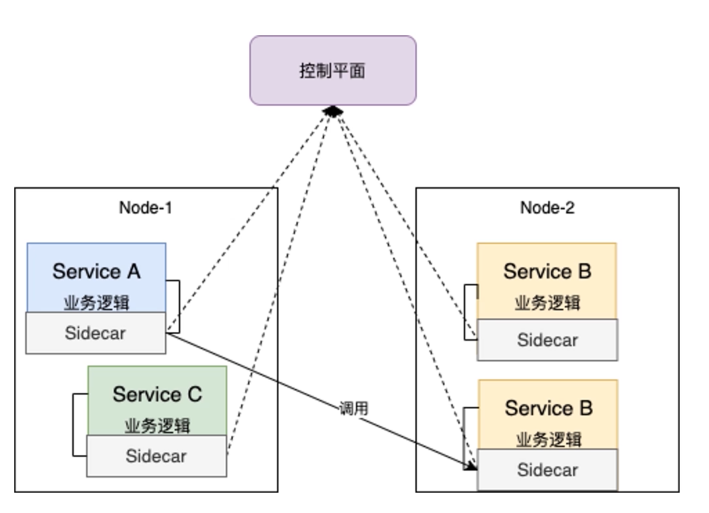 控制平面
Node-1
Service A
业务逻辑
Sidecar
Service C
业务逻辑
Sidecar
调用
Node-2
Service B
业务逻辑
Sidecar
Service B
业务逻辑
Sidecar